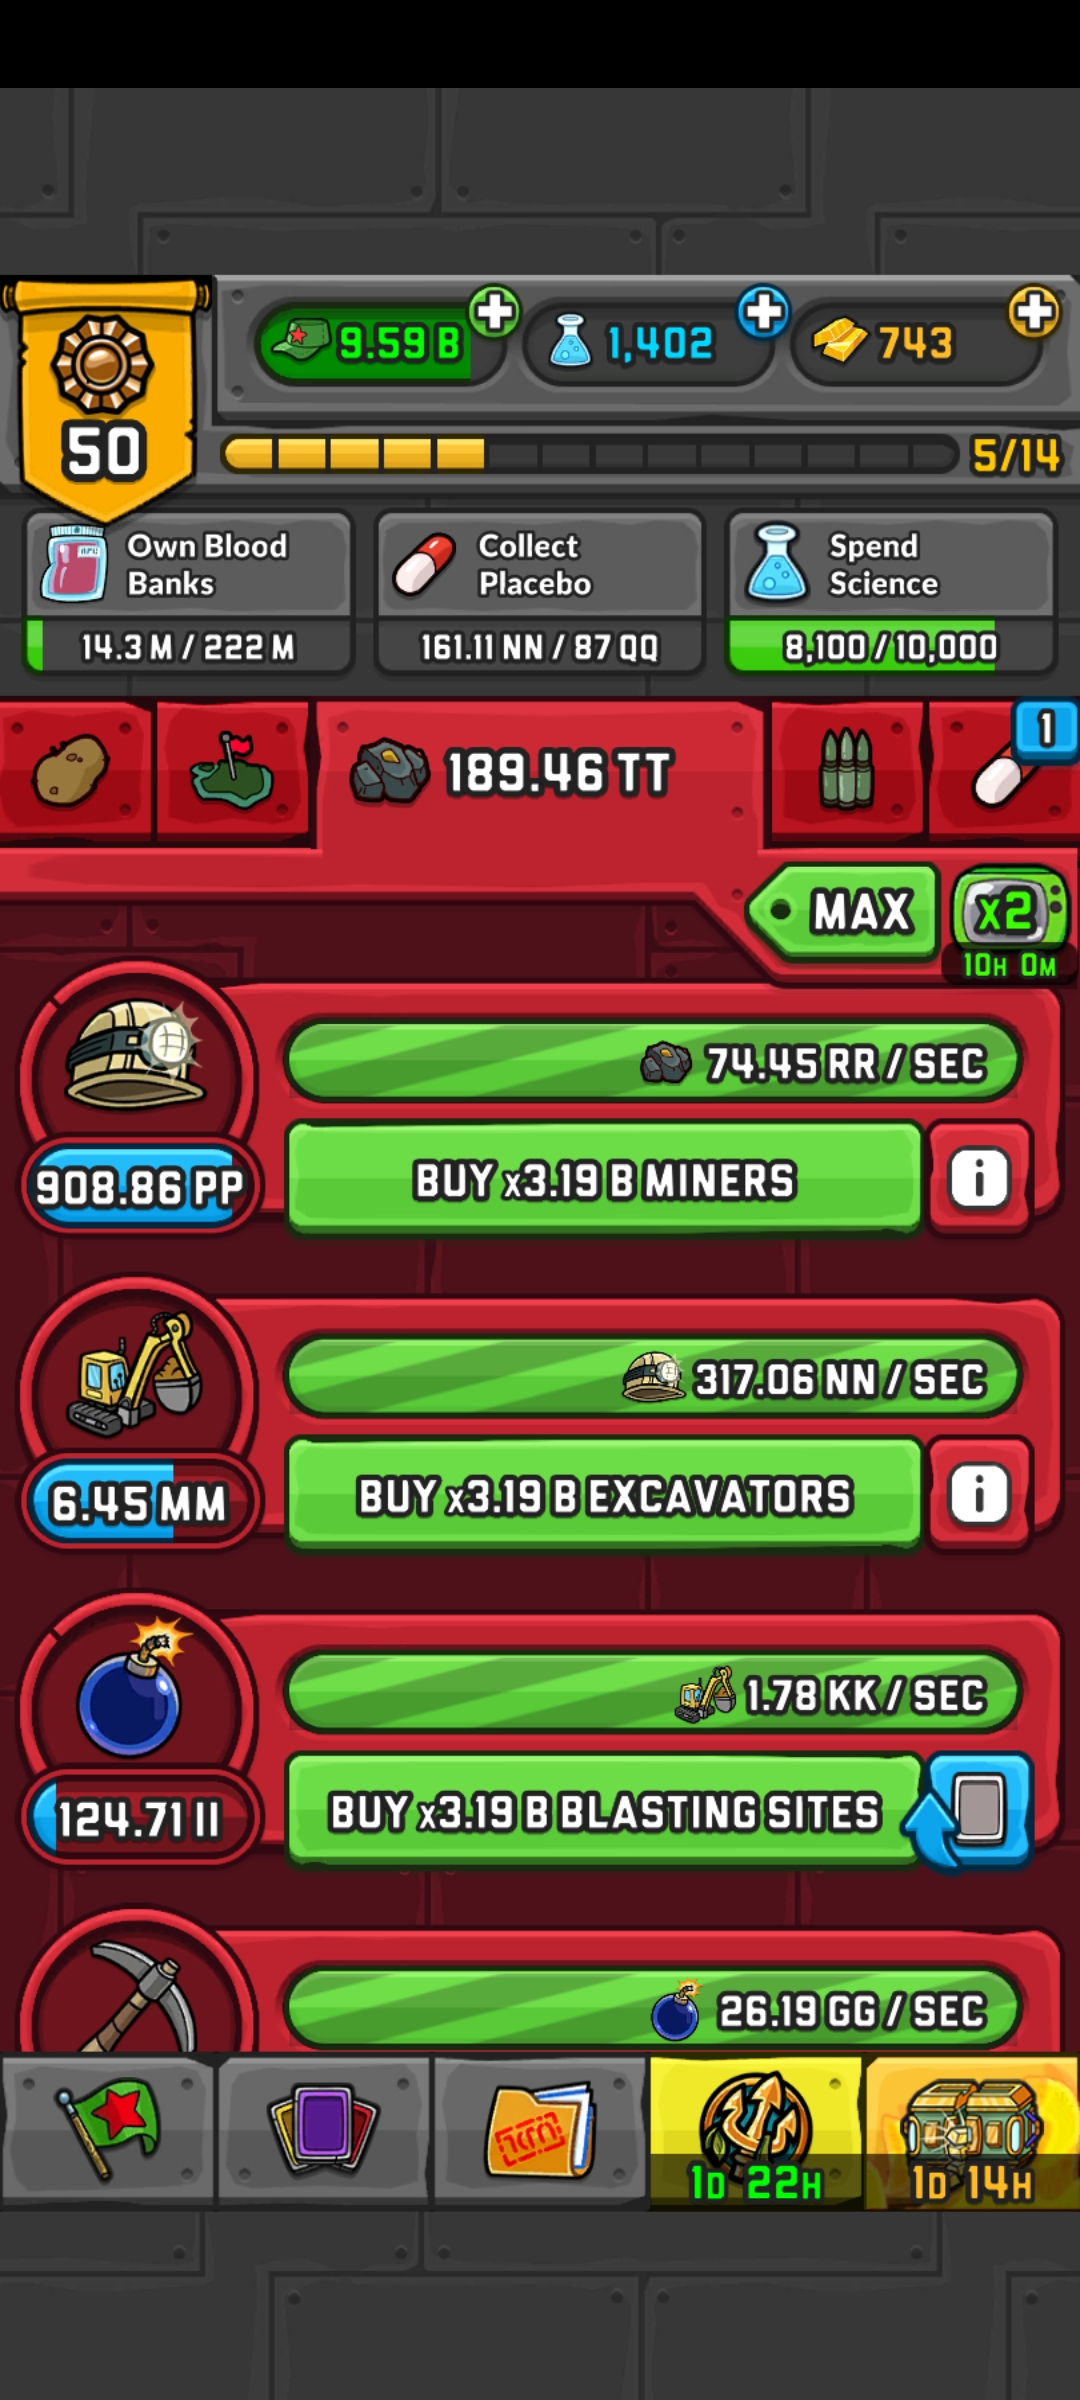 9.59 B
1,402
743
50
5/14
Own Blood
Banks
14.3 M / 222 M
Collect
Placebo
161.11 NN / 87 QQ
Spend
Science
8,100 / 10,000
189.46 TT
1
MAX
x2
10H 0M
74.45 RR / SEC
908.86 PP
BUY x3.19 B MINERS
i
317.06 NN / SEC
6.45 MM
BUY x3.19 B EXCAVATORS
i
1.78 KK / SEC
124.71 II
BUY x3.19 B BLASTING SITES
26.19 GG / SEC
1D 22H
1D 14H